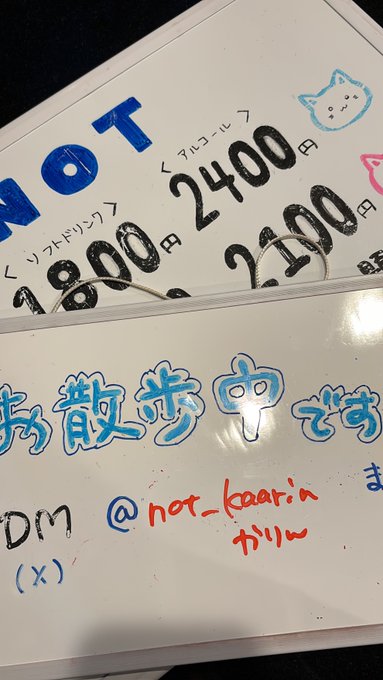 NOT
<アルコール>
2400円
<ソフトドリンク>
1800円
2100円
お散歩中です
DM
(X)
@not_kaarin
かりん
ま